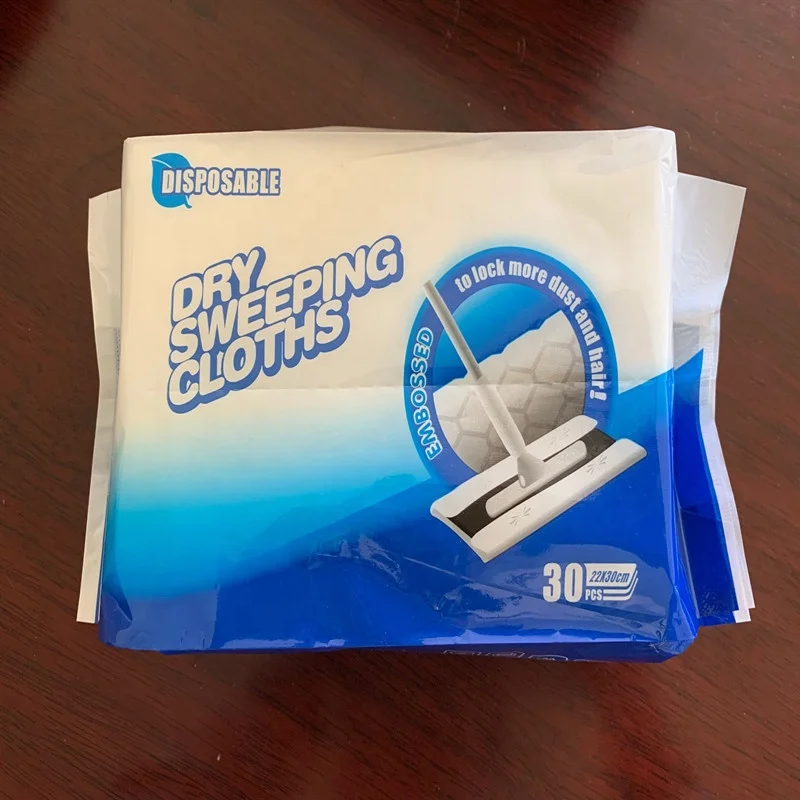 DISPOSABLE
DRY
SWEEPING
CLOTHS
EMBOSSED
to lock more dust and hair!
30 PCS
22X30cm